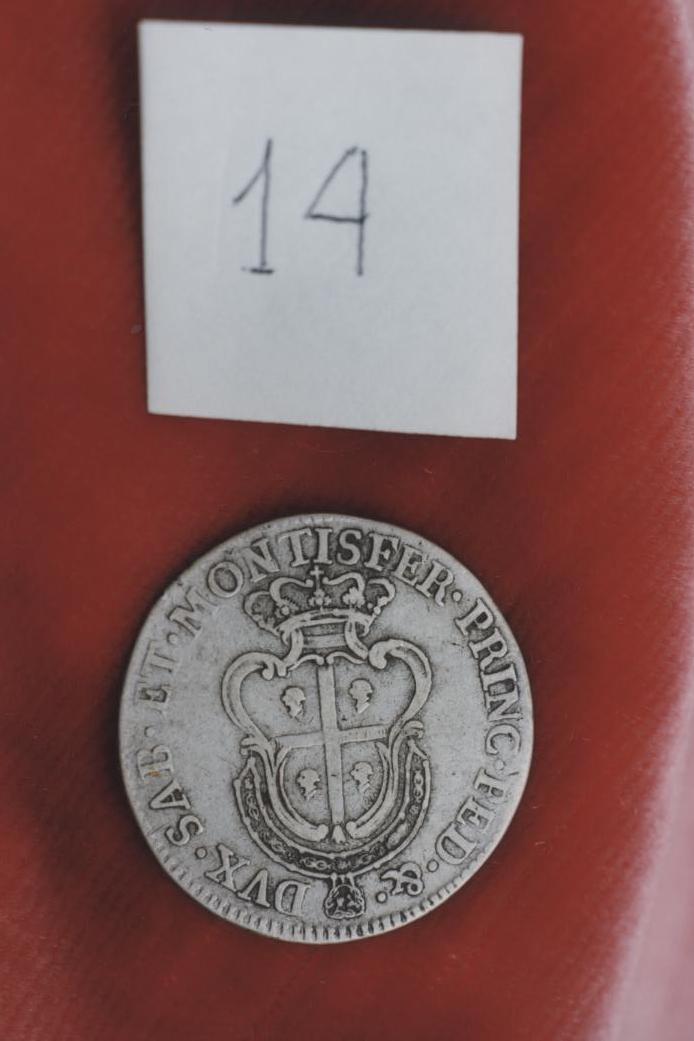 14
DVX · SAB · ET · MONTISFER · PRINC · PED · & ·